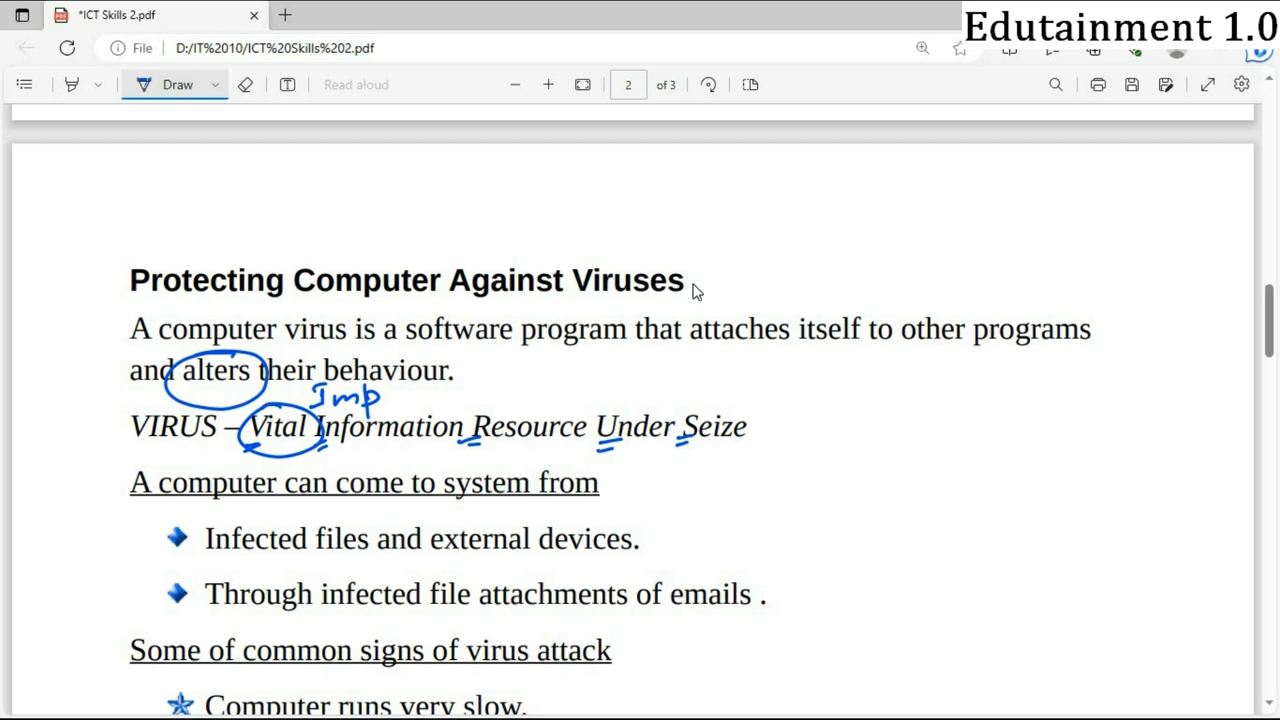 *ICT Skills 2.pdf
Edutainment 1.0
File D:/IT%2010/ICT%20Skills%202.pdf
Draw Read aloud 2 of 3
Protecting Computer Against Viruses
A computer virus is a software program that attaches itself to other programs
and alters their behaviour.
Imp
VIRUS – Vital Information Resource Under Seize
A computer can come to system from
Infected files and external devices.
Through infected file attachments of emails .
Some of common signs of virus attack
Computer runs very slow.